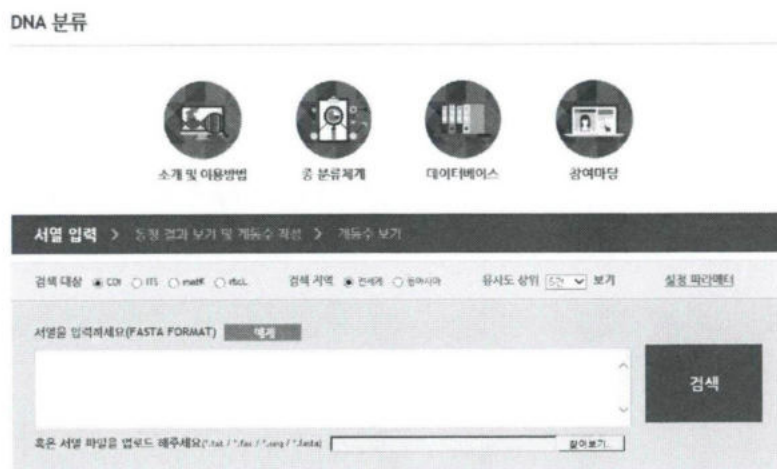 DNA 분류
소개 및 이용방법 종 분류체계 데이터베이스 참여마당
서열 입력 > 동정 결과 보기 및 계통수 작성 > 계통수 보기
검색 대상 COI ITS matK rbcL 검색 지역 전세계 동아시아 유사도 상위 보기 설정 파라메터
서열을 입력하세요(FASTA FORMAT) 예제
검색
혹은 서열 파일을 업로드 해주세요(*.txt / *.fas / *.seq / *.fasta) 찾아보기...